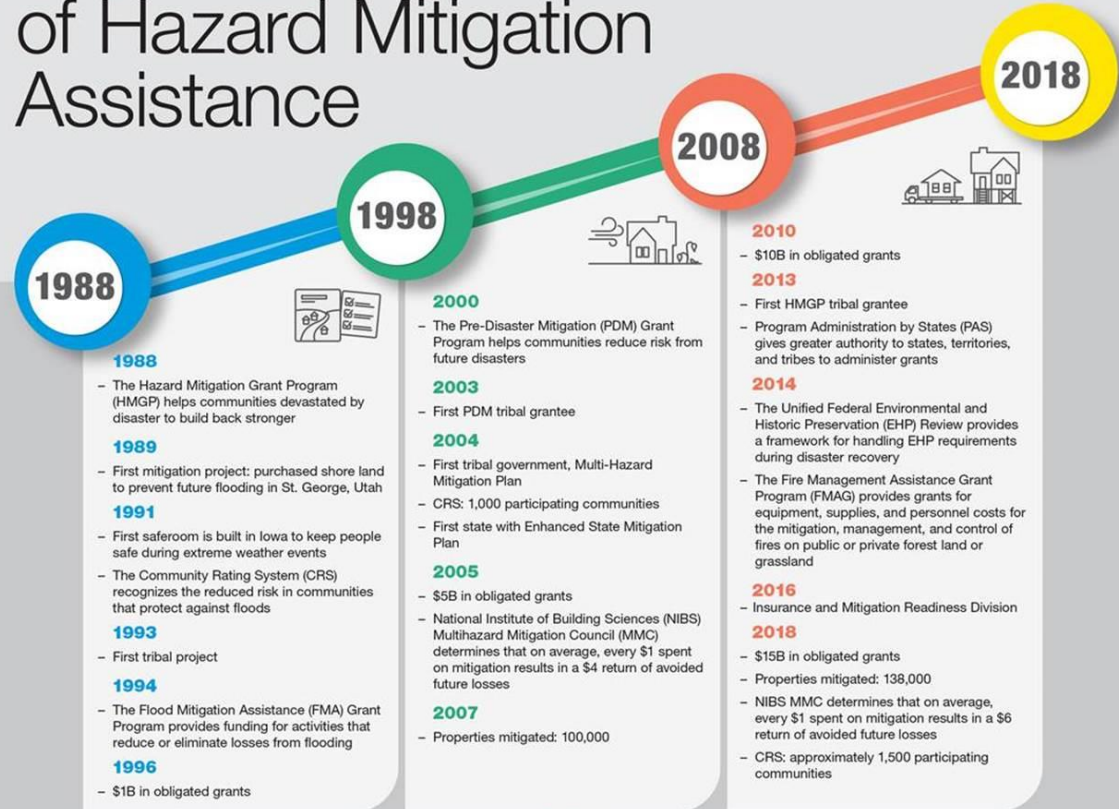 of Hazard Mitigation
Assistance
1988
1998
2008
2018
1988
- The Hazard Mitigation Grant Program
(HMGP) helps communities devastated by
disaster to build back stronger
1989
- First mitigation project: purchased shore land
to prevent future flooding in St. George, Utah
1991
- First saferoom is built in Iowa to keep people
safe during extreme weather events
- The Community Rating System (CRS)
recognizes the reduced risk in communities
that protect against floods
1993
- First tribal project
1994
- The Flood Mitigation Assistance (FMA) Grant
Program provides funding for activities that
reduce or eliminate losses from flooding
1996
- $1B in obligated grants
2000
- The Pre-Disaster Mitigation (PDM) Grant
Program helps communities reduce risk from
future disasters
2003
- First PDM tribal grantee
2004
- First tribal government, Multi-Hazard
Mitigation Plan
- CRS: 1,000 participating communities
- First state with Enhanced State Mitigation
Plan
2005
- $5B in obligated grants
- National Institute of Building Sciences (NIBS)
Multihazard Mitigation Council (MMC)
determines that on average, every $1 spent
on mitigation results in a $4 return of avoided
future losses
2007
- Properties mitigated: 100,000
2010
- $10B in obligated grants
2013
- First HMGP tribal grantee
- Program Administration by States (PAS)
gives greater authority to states, territories,
and tribes to administer grants
2014
- The Unified Federal Environmental and
Historic Preservation (EHP) Review provides
a framework for handling EHP requirements
during disaster recovery
- The Fire Management Assistance Grant
Program (FMAG) provides grants for
equipment, supplies, and personnel costs for
the mitigation, management, and control of
fires on public or private forest land or
grassland
2016
- Insurance and Mitigation Readiness Division
2018
- $15B in obligated grants
- Properties mitigated: 138,000
- NIBS MMC determines that on average,
every $1 spent on mitigation results in a $6
return of avoided future losses
- CRS: approximately 1,500 participating
communities